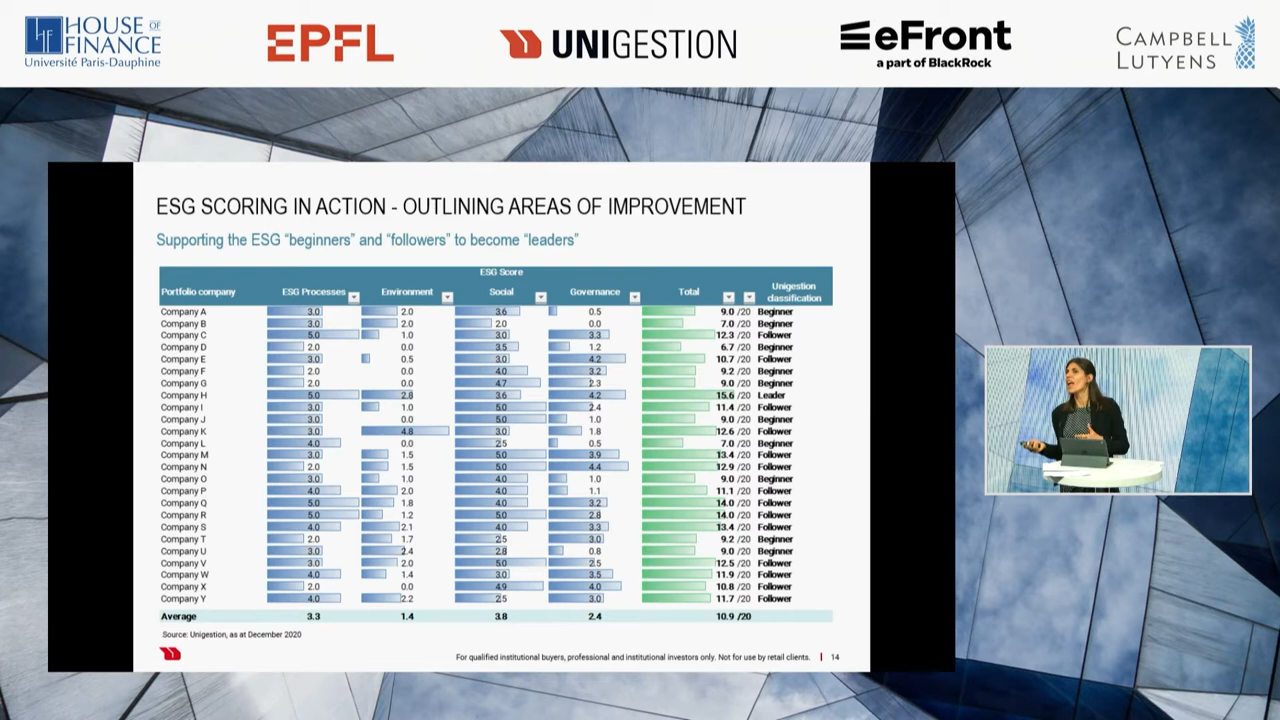 HOUSE OF
FINANCE
Université Paris-Dauphine
EPFL
UNIGESTION
eFront
a part of BlackRock
CAMPBELL
LUTYENS
ESG SCORING IN ACTION - OUTLINING AREAS OF IMPROVEMENT
Supporting the ESG “beginners” and “followers” to become “leaders”
ESG Score
Portfolio company ESG Processes Environment Social Governance Total Unigestion classification
Company A 3.0 2.0 3.6 0.5 9.0 /20 Beginner
Company B 3.0 2.0 2.0 0.0 7.0 /20 Beginner
Company C 5.0 1.0 3.0 3.3 12.3 /20 Follower
Company D 2.0 0.0 3.5 1.2 6.7 /20 Beginner
Company E 3.0 0.5 3.0 4.2 10.7 /20 Follower
Company F 2.0 0.0 4.0 3.2 9.2 /20 Beginner
Company G 2.0 0.0 4.7 2.3 9.0 /20 Beginner
Company H 5.0 2.8 3.6 4.2 15.6 /20 Leader
Company I 3.0 1.0 5.0 2.4 11.4 /20 Follower
Company J 3.0 0.0 5.0 1.0 9.0 /20 Beginner
Company K 3.0 4.8 3.0 1.8 12.6 /20 Follower
Company L 4.0 0.0 2.5 0.5 7.0 /20 Beginner
Company M 3.0 1.5 5.0 3.9 13.4 /20 Follower
Company N 2.0 1.5 5.0 4.4 12.9 /20 Follower
Company O 3.0 1.0 4.0 1.0 9.0 /20 Beginner
Company P 4.0 2.0 4.0 1.1 11.1 /20 Follower
Company Q 5.0 1.8 4.0 3.2 14.0 /20 Follower
Company R 5.0 1.2 5.0 2.8 14.0 /20 Follower
Company S 4.0 2.1 4.0 3.3 13.4 /20 Follower
Company T 2.0 1.7 2.5 3.0 9.2 /20 Beginner
Company U 3.0 2.4 2.8 0.8 9.0 /20 Beginner
Company V 3.0 2.0 5.0 2.5 12.5 /20 Follower
Company W 4.0 1.4 3.0 3.5 11.9 /20 Follower
Company X 2.0 0.0 4.9 4.0 10.8 /20 Follower
Company Y 4.0 2.2 2.5 3.0 11.7 /20 Follower
Average 3.3 1.4 3.8 2.4 10.9 /20
Source: Unigestion, as at December 2020
For qualified institutional buyers, professional and institutional investors only. Not for use by retail clients. | 14